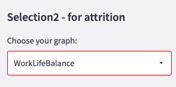 Selection2 - for attrition
Choose your graph:
WorkLifeBalance